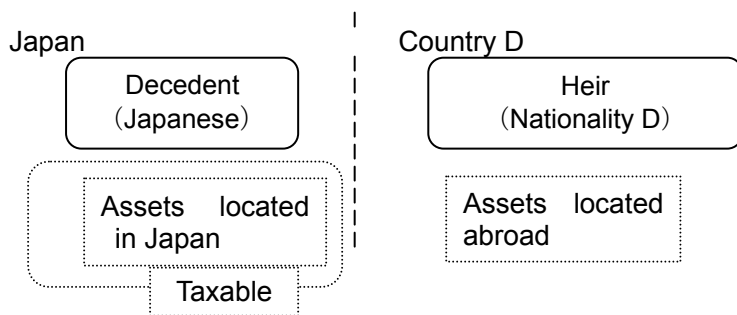 Japan
Decedent
（Japanese）
Assets located
in Japan
Taxable
Country D
Heir
（Nationality D）
Assets located
abroad